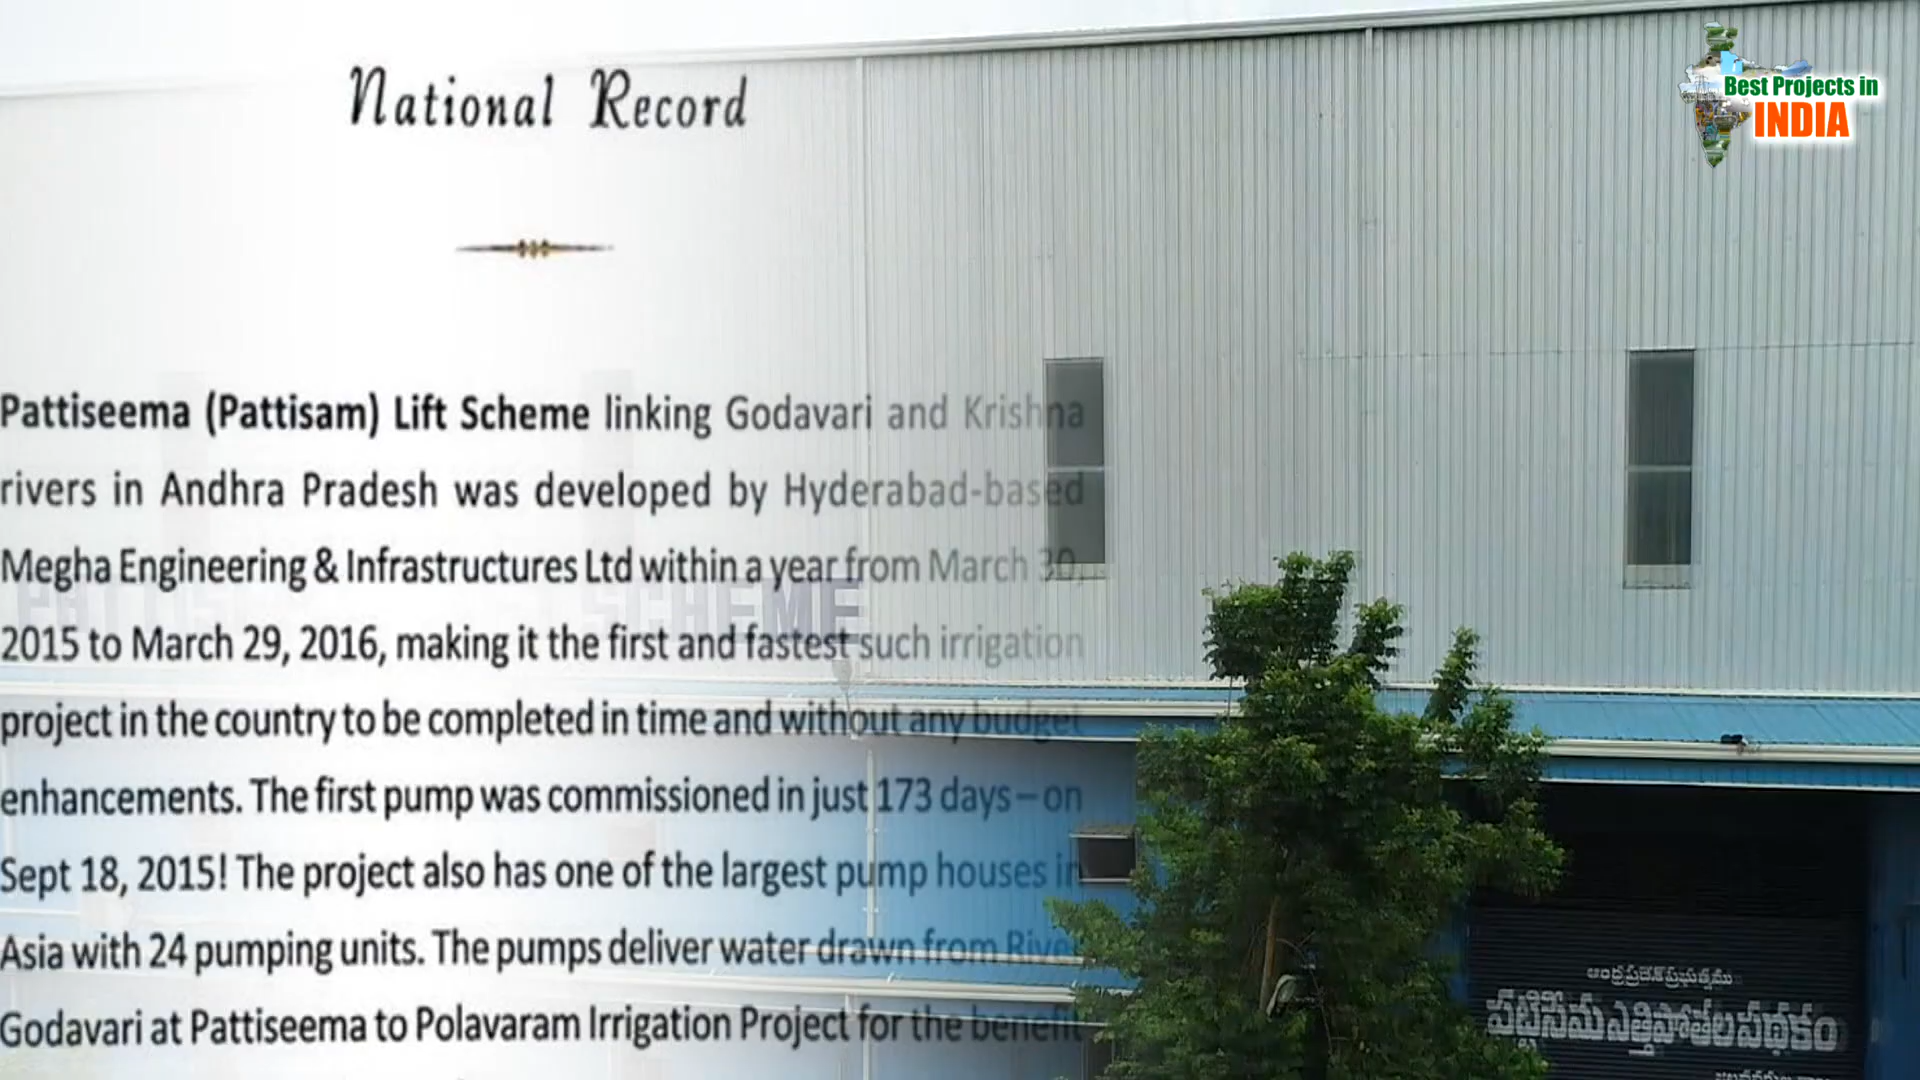 National Record
Best Projects in
INDIA
Pattiseema (Pattisam) Lift Scheme linking Godavari and Krishna
rivers in Andhra Pradesh was developed by Hyderabad-based
Megha Engineering & Infrastructures Ltd within a year from March 30,
SCHEME
2015 to March 29, 2016, making it the first and fastest such irrigation
project in the country to be completed in time and without any budget
enhancements. The first pump was commissioned in just 173 days – on
Sept 18, 2015! The project also has one of the largest pump houses in
Asia with 24 pumping units. The pumps deliver water drawn from River
Godavari at Pattiseema to Polavaram Irrigation Project for the benefit
ఆంధ్రప్రదేశ్ ప్రభుత్వము
పట్టిసీమ ఎత్తిపోతల పథకం